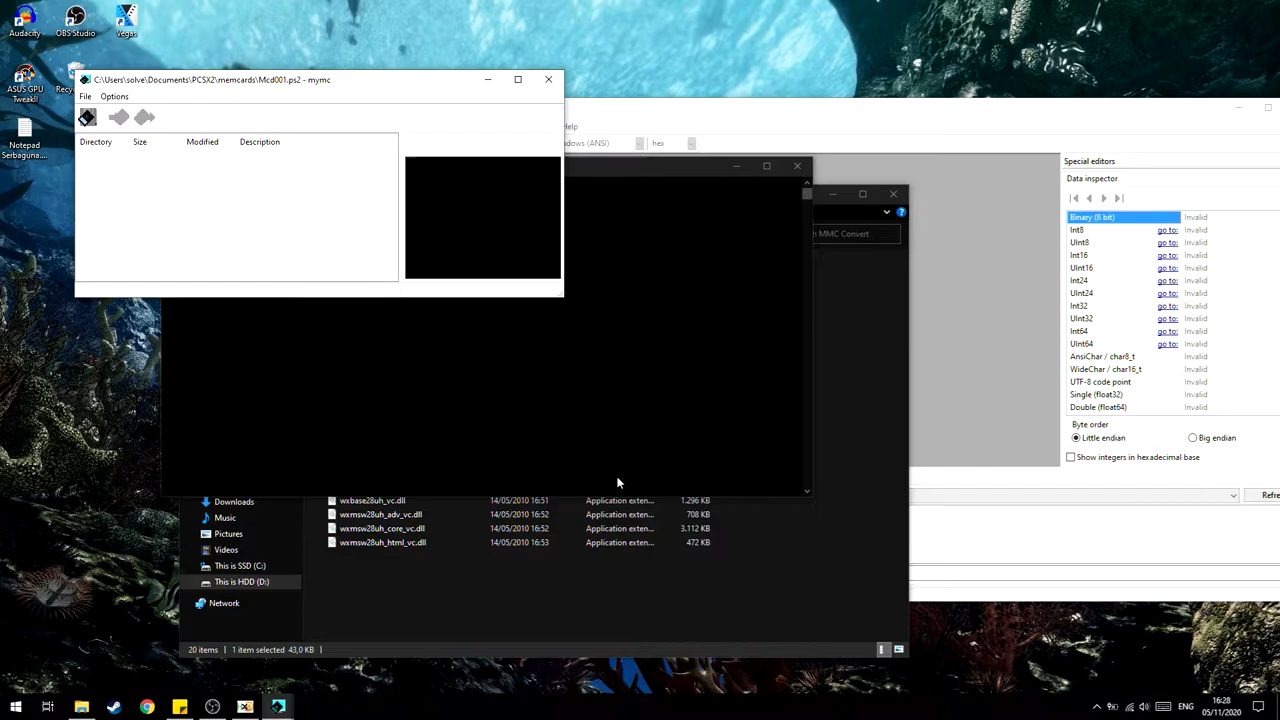 Audacity
OBS Studio
Vegas
ASUS GPU
TweakII
Recyc
Notepad
Serbaguna....
C:\Users\solve\Documents\PCSX2\memcards\Mcd001.ps2 - mymc
File Options
Directory Size Modified Description
Help
ndows (ANSI) hex
n MMC Convert
Special editors
Data inspector
Binary (8 bit) Invalid
Int8 go to: Invalid
UInt8 go to: Invalid
Int16 go to: Invalid
UInt16 go to: Invalid
Int24 go to: Invalid
UInt24 go to: Invalid
Int32 go to: Invalid
UInt32 go to: Invalid
Int64 go to: Invalid
UInt64 go to: Invalid
AnsiChar / char8_t Invalid
WideChar / char16_t Invalid
UTF-8 code point Invalid
Single (float32) Invalid
Double (float64) Invalid
Byte order
Little endian Big endian
Show integers in hexadecimal base
Refre
Downloads
Music
Pictures
Videos
This is SSD (C:)
This is HDD (D:)
Network
wxbase28uh_vc.dll 14/05/2010 16:51 Application exten... 1.296 KB
wxmsw28uh_adv_vc.dll 14/05/2010 16:52 Application exten... 708 KB
wxmsw28uh_core_vc.dll 14/05/2010 16:52 Application exten... 3.112 KB
wxmsw28uh_html_vc.dll 14/05/2010 16:53 Application exten... 472 KB
20 items 1 item selected 43,0 KB
ENG
16:28
05/11/2020